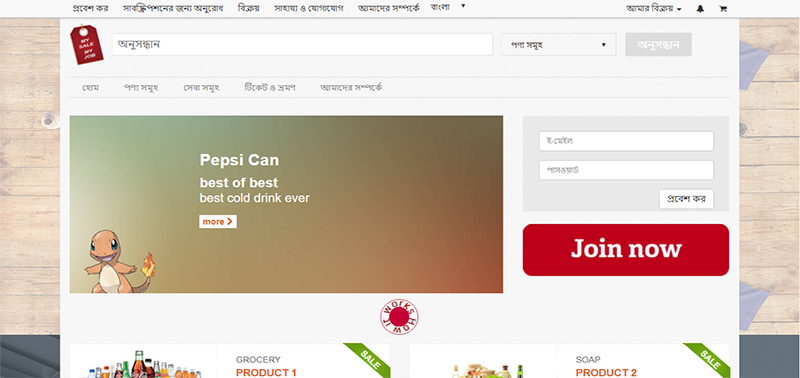 প্রবেশ কর সাবস্ক্রিপশনের জন্য অনুরোধ বিক্রয় সাহায্য ও যোগাযোগ আমাদের সম্পর্কে বাংলা আমার বিক্রয়
MY
SALE
MY
JOB
অনুসন্ধান পণ্য সমূহ অনুসন্ধান
হোম পণ্য সমূহ সেবা সমূহ টিকেট ও ভ্রমণ আমাদের সম্পর্কে
Pepsi Can
best of best
best cold drink ever
more
ই-মেইল
পাসওয়ার্ড
প্রবেশ কর
Join now
How it works
GROCERY
PRODUCT 1
SALE
SOAP
PRODUCT 2
SALE